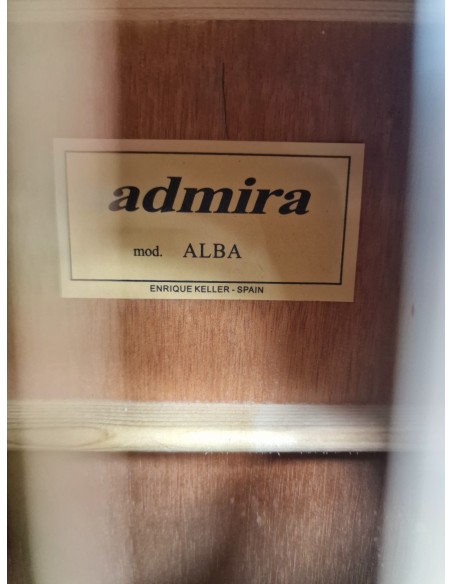 admira
mod. ALBA
ENRIQUE KELLER - SPAIN